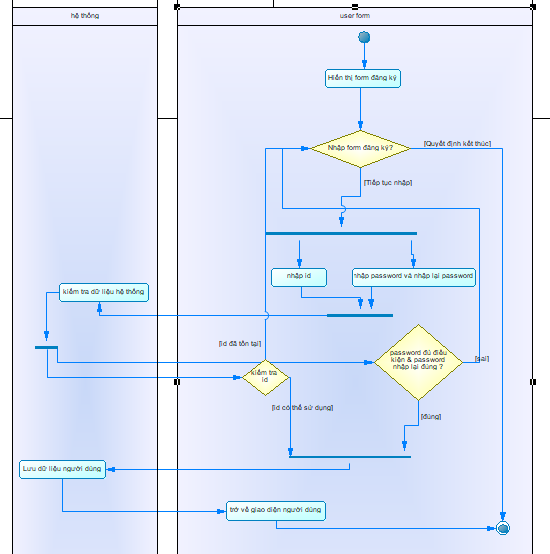 hệ thống
user form
Hiển thị form đăng ký
Nhập form đăng ký?
[Quyết định kết thúc]
[Tiếp tục nhập]
nhập id
nhập password và nhập lại password
kiểm tra dữ liệu hệ thống
[id đã tồn tại]
password đủ điều
kiện & password
nhập lại đúng ?
[sai]
kiểm tra
id
[id có thể sử dụng]
[đúng]
Lưu dữ liệu người dùng
trở về giao diện người dùng